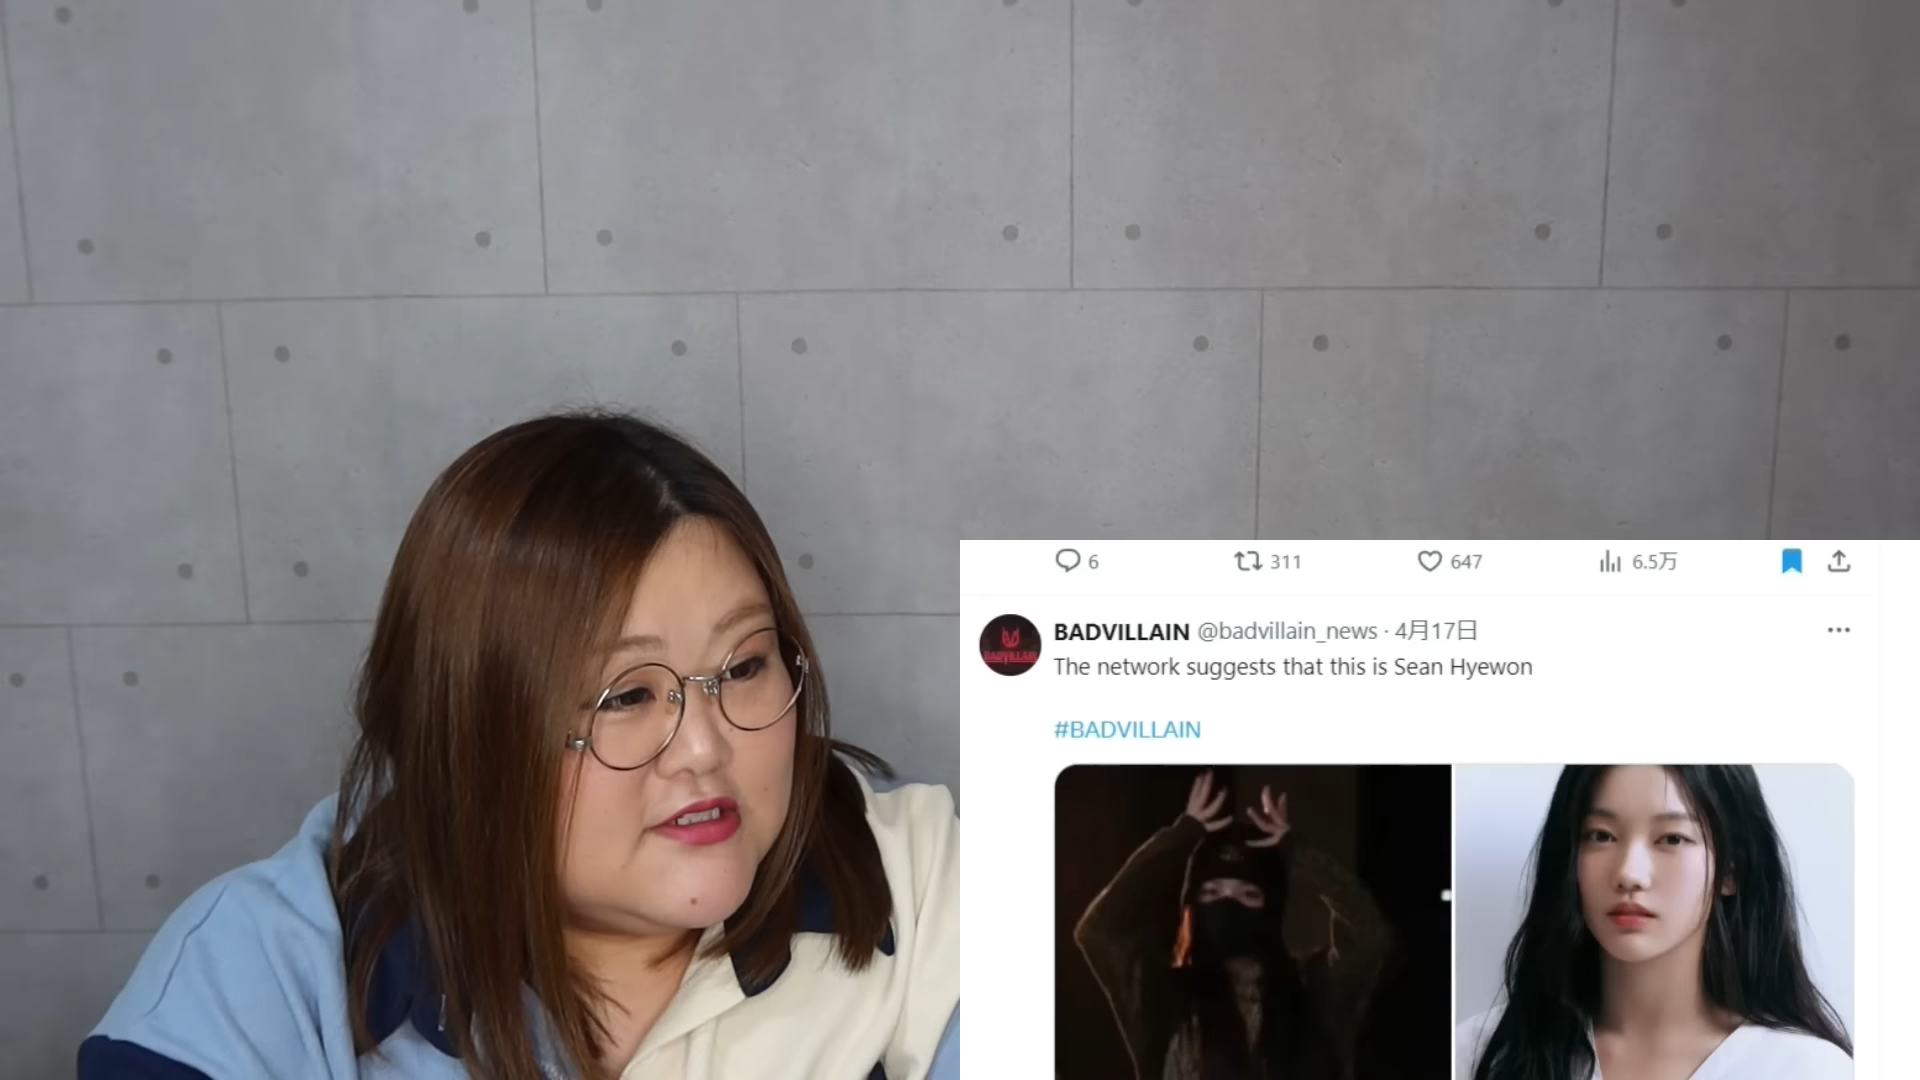 6 311 647 6.5万
BADVILLAIN @badvillain_news · 4月17日
The network suggests that this is Sean Hyewon
#BADVILLAIN
BADVILLAIN